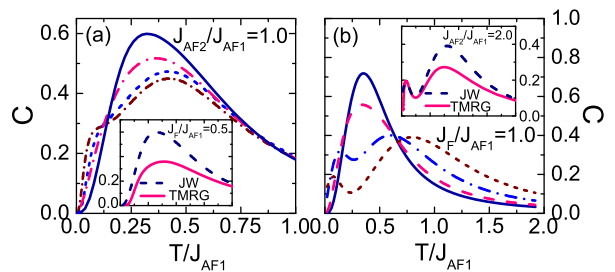 (a) J_AF2/J_AF1=1.0
C
0.6
0.4
0.2
0.0
0.00 0.25 0.50 0.75 1.00
T/J_AF1
J_F/J_AF1=0.5
0.4
0.2
0.0
JW
TMRG
(b)
J_AF2/J_AF1=2.0
0.4
0.2
0.0
JW
TMRG
J_F/J_AF1=1.0
1.0
0.8
0.6
0.4
0.2
0.0
C
0.0 0.5 1.0 1.5 2.0
T/J_AF1